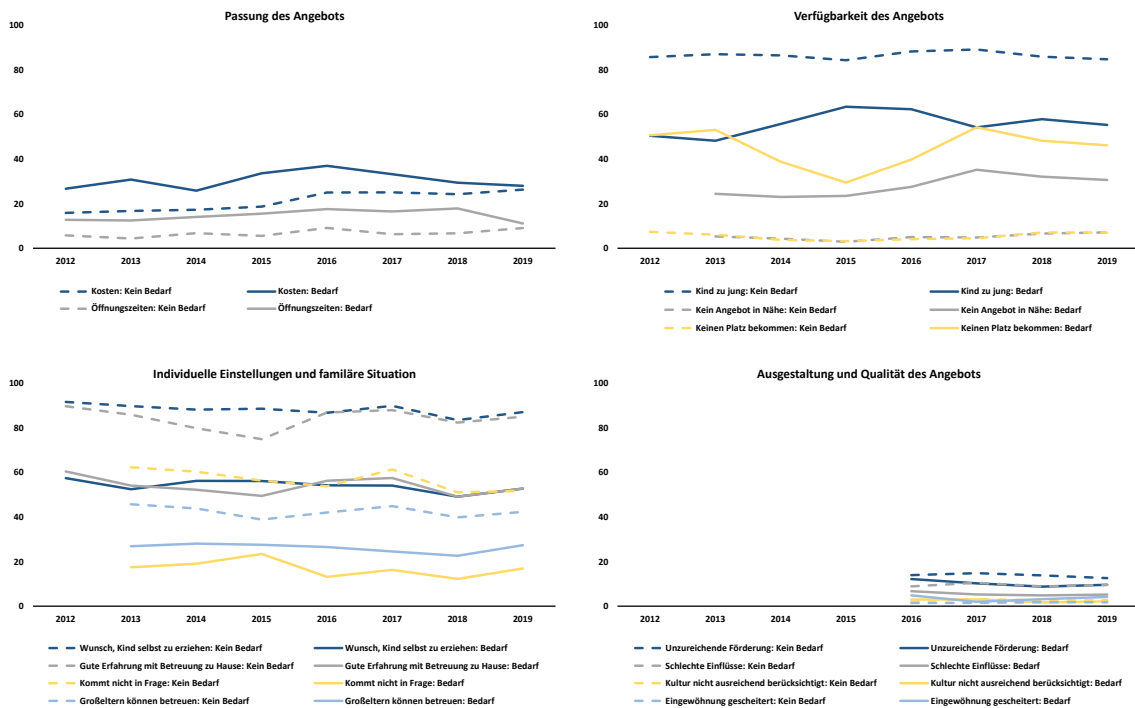 Passung des Angebots
100
80
60
40
20
0
2012 2013 2014 2015 2016 2017 2018 2019
Kosten: Kein Bedarf Kosten: Bedarf
Öffnungszeiten: Kein Bedarf Öffnungszeiten: Bedarf
Verfügbarkeit des Angebots
100
80
60
40
20
0
2012 2013 2014 2015 2016 2017 2018 2019
Kind zu jung: Kein Bedarf Kind zu jung: Bedarf
Kein Angebot in Nähe: Kein Bedarf Kein Angebot in Nähe: Bedarf
Keinen Platz bekommen: Kein Bedarf Keinen Platz bekommen: Bedarf
Individuelle Einstellungen und familäre Situation
100
80
60
40
20
0
2012 2013 2014 2015 2016 2017 2018 2019
Wunsch, Kind selbst zu erziehen: Kein Bedarf Wunsch, Kind selbst zu erziehen: Bedarf
Gute Erfahrung mit Betreuung zu Hause: Kein Bedarf Gute Erfahrung mit Betreuung zu Hause: Bedarf
Kommt nicht in Frage: Kein Bedarf Kommt nicht in Frage: Bedarf
Großeltern können betreuen: Kein Bedarf Großeltern können betreuen: Bedarf
Ausgestaltung und Qualität des Angebots
100
80
60
40
20
0
2012 2013 2014 2015 2016 2017 2018 2019
Unzureichende Förderung: Kein Bedarf Unzureichende Förderung: Bedarf
Schlechte Einflüsse: Kein Bedarf Schlechte Einflüsse: Bedarf
Kultur nicht ausreichend berücksichtigt: Kein Bedarf Kultur nicht ausreichend berücksichtigt: Bedarf
Eingewöhnung gescheitert: Kein Bedarf Eingewöhnung gescheitert: Bedarf